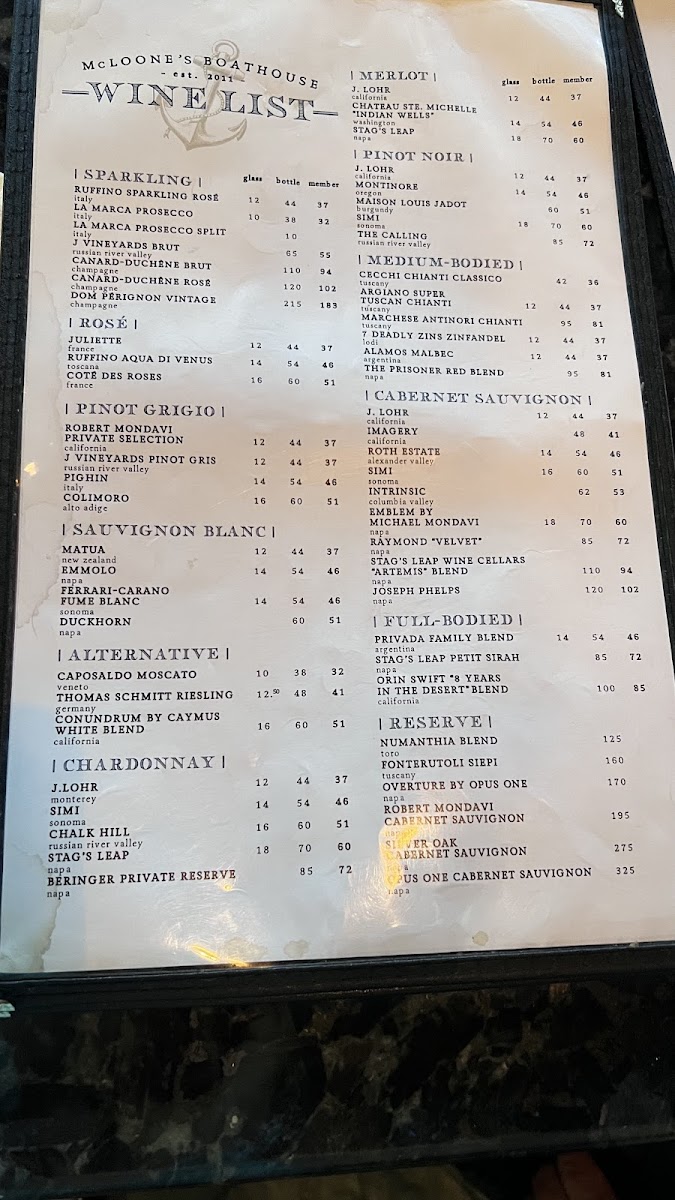 McLOONE'S BOATHOUSE
- est. 2011 -
WINE LIST
| SPARKLING | glass bottle member
RUFFINO SPARKLING ROSÉ 12 44 37
italy
LA MARCA PROSECCO 10 38 32
italy
LA MARCA PROSECCO SPLIT 10
italy
J VINEYARDS BRUT 65 55
russian river valley
CANARD-DUCHÊNE BRUT 110 94
champagne
CANARD-DUCHÊNE ROSÉ 120 102
champagne
DOM PÉRIGNON VINTAGE 215 183
champagne
| ROSÉ |
JULIETTE 12 44 37
france
RUFFINO AQUA DI VENUS 14 54 46
toscana
COTÉ DES ROSES 16 60 51
france
| PINOT GRIGIO |
ROBERT MONDAVI
PRIVATE SELECTION 12 44 37
california
J VINEYARDS PINOT GRIS 12 44 37
russian river valley
PIGHIN 14 54 46
italy
COLIMORO 16 60 51
alto adige
| SAUVIGNON BLANC |
MATUA 12 44 37
new zealand
EMMOLO 14 54 46
napa
FERRARI-CARANO
FUME BLANC 14 54 46
sonoma
DUCKHORN 60 51
napa
| ALTERNATIVE |
CAPOSALDO MOSCATO 10 38 32
veneto
THOMAS SCHMITT RIESLING 12.50 48 41
germany
CONUNDRUM BY CAYMUS
WHITE BLEND 16 60 51
california
| CHARDONNAY |
J.LOHR 12 44 37
monterey
SIMI 14 54 46
sonoma
CHALK HILL 16 60 51
russian river valley
STAG'S LEAP 18 70 60
napa
BERINGER PRIVATE RESERVE 85 72
napa
| MERLOT | glass bottle member
J. LOHR 12 44 37
california
CHATEAU STE. MICHELLE
"INDIAN WELLS" 14 54 46
washington
STAG'S LEAP 18 70 60
napa
| PINOT NOIR |
J. LOHR 12 44 37
california
MONTINORE 14 54 46
oregon
MAISON LOUIS JADOT 60 51
burgundy
SIMI 18 70 60
sonoma
THE CALLING 85 72
russian river valley
| MEDIUM-BODIED |
CECCHI CHIANTI CLASSICO 42 36
tuscany
ARGIANO SUPER
TUSCAN CHIANTI 12 44 37
tuscany
MARCHESE ANTINORI CHIANTI 95 81
tuscany
7 DEADLY ZINS ZINFANDEL 12 44 37
lodi
ALAMOS MALBEC 12 44 37
argentina
THE PRISONER RED BLEND 95 81
napa
| CABERNET SAUVIGNON |
J. LOHR 12 44 37
california
IMAGERY 48 41
california
ROTH ESTATE 14 54 46
alexander valley
SIMI 16 60 51
sonoma
INTRINSIC 62 53
columbia valley
EMBLEM BY
MICHAEL MONDAVI 18 70 60
napa
RAYMOND "VELVET" 85 72
napa
STAG'S LEAP WINE CELLARS
"ARTEMIS" BLEND 110 94
napa
JOSEPH PHELPS 120 102
napa
| FULL-BODIED |
PRIVADA FAMILY BLEND 14 54 46
argentina
STAG'S LEAP PETIT SIRAH 85 72
napa
ORIN SWIFT "8 YEARS
IN THE DESERT" BLEND 100 85
california
| RESERVE |
NUMANTHIA BLEND 125
toro
FONTERUTOLI SIEPI 160
tuscany
OVERTURE BY OPUS ONE 170
napa
ROBERT MONDAVI
CABERNET SAUVIGNON 195
napa
SILVER OAK
CABERNET SAUVIGNON 275
napa
OPUS ONE CABERNET SAUVIGNON 325
napa